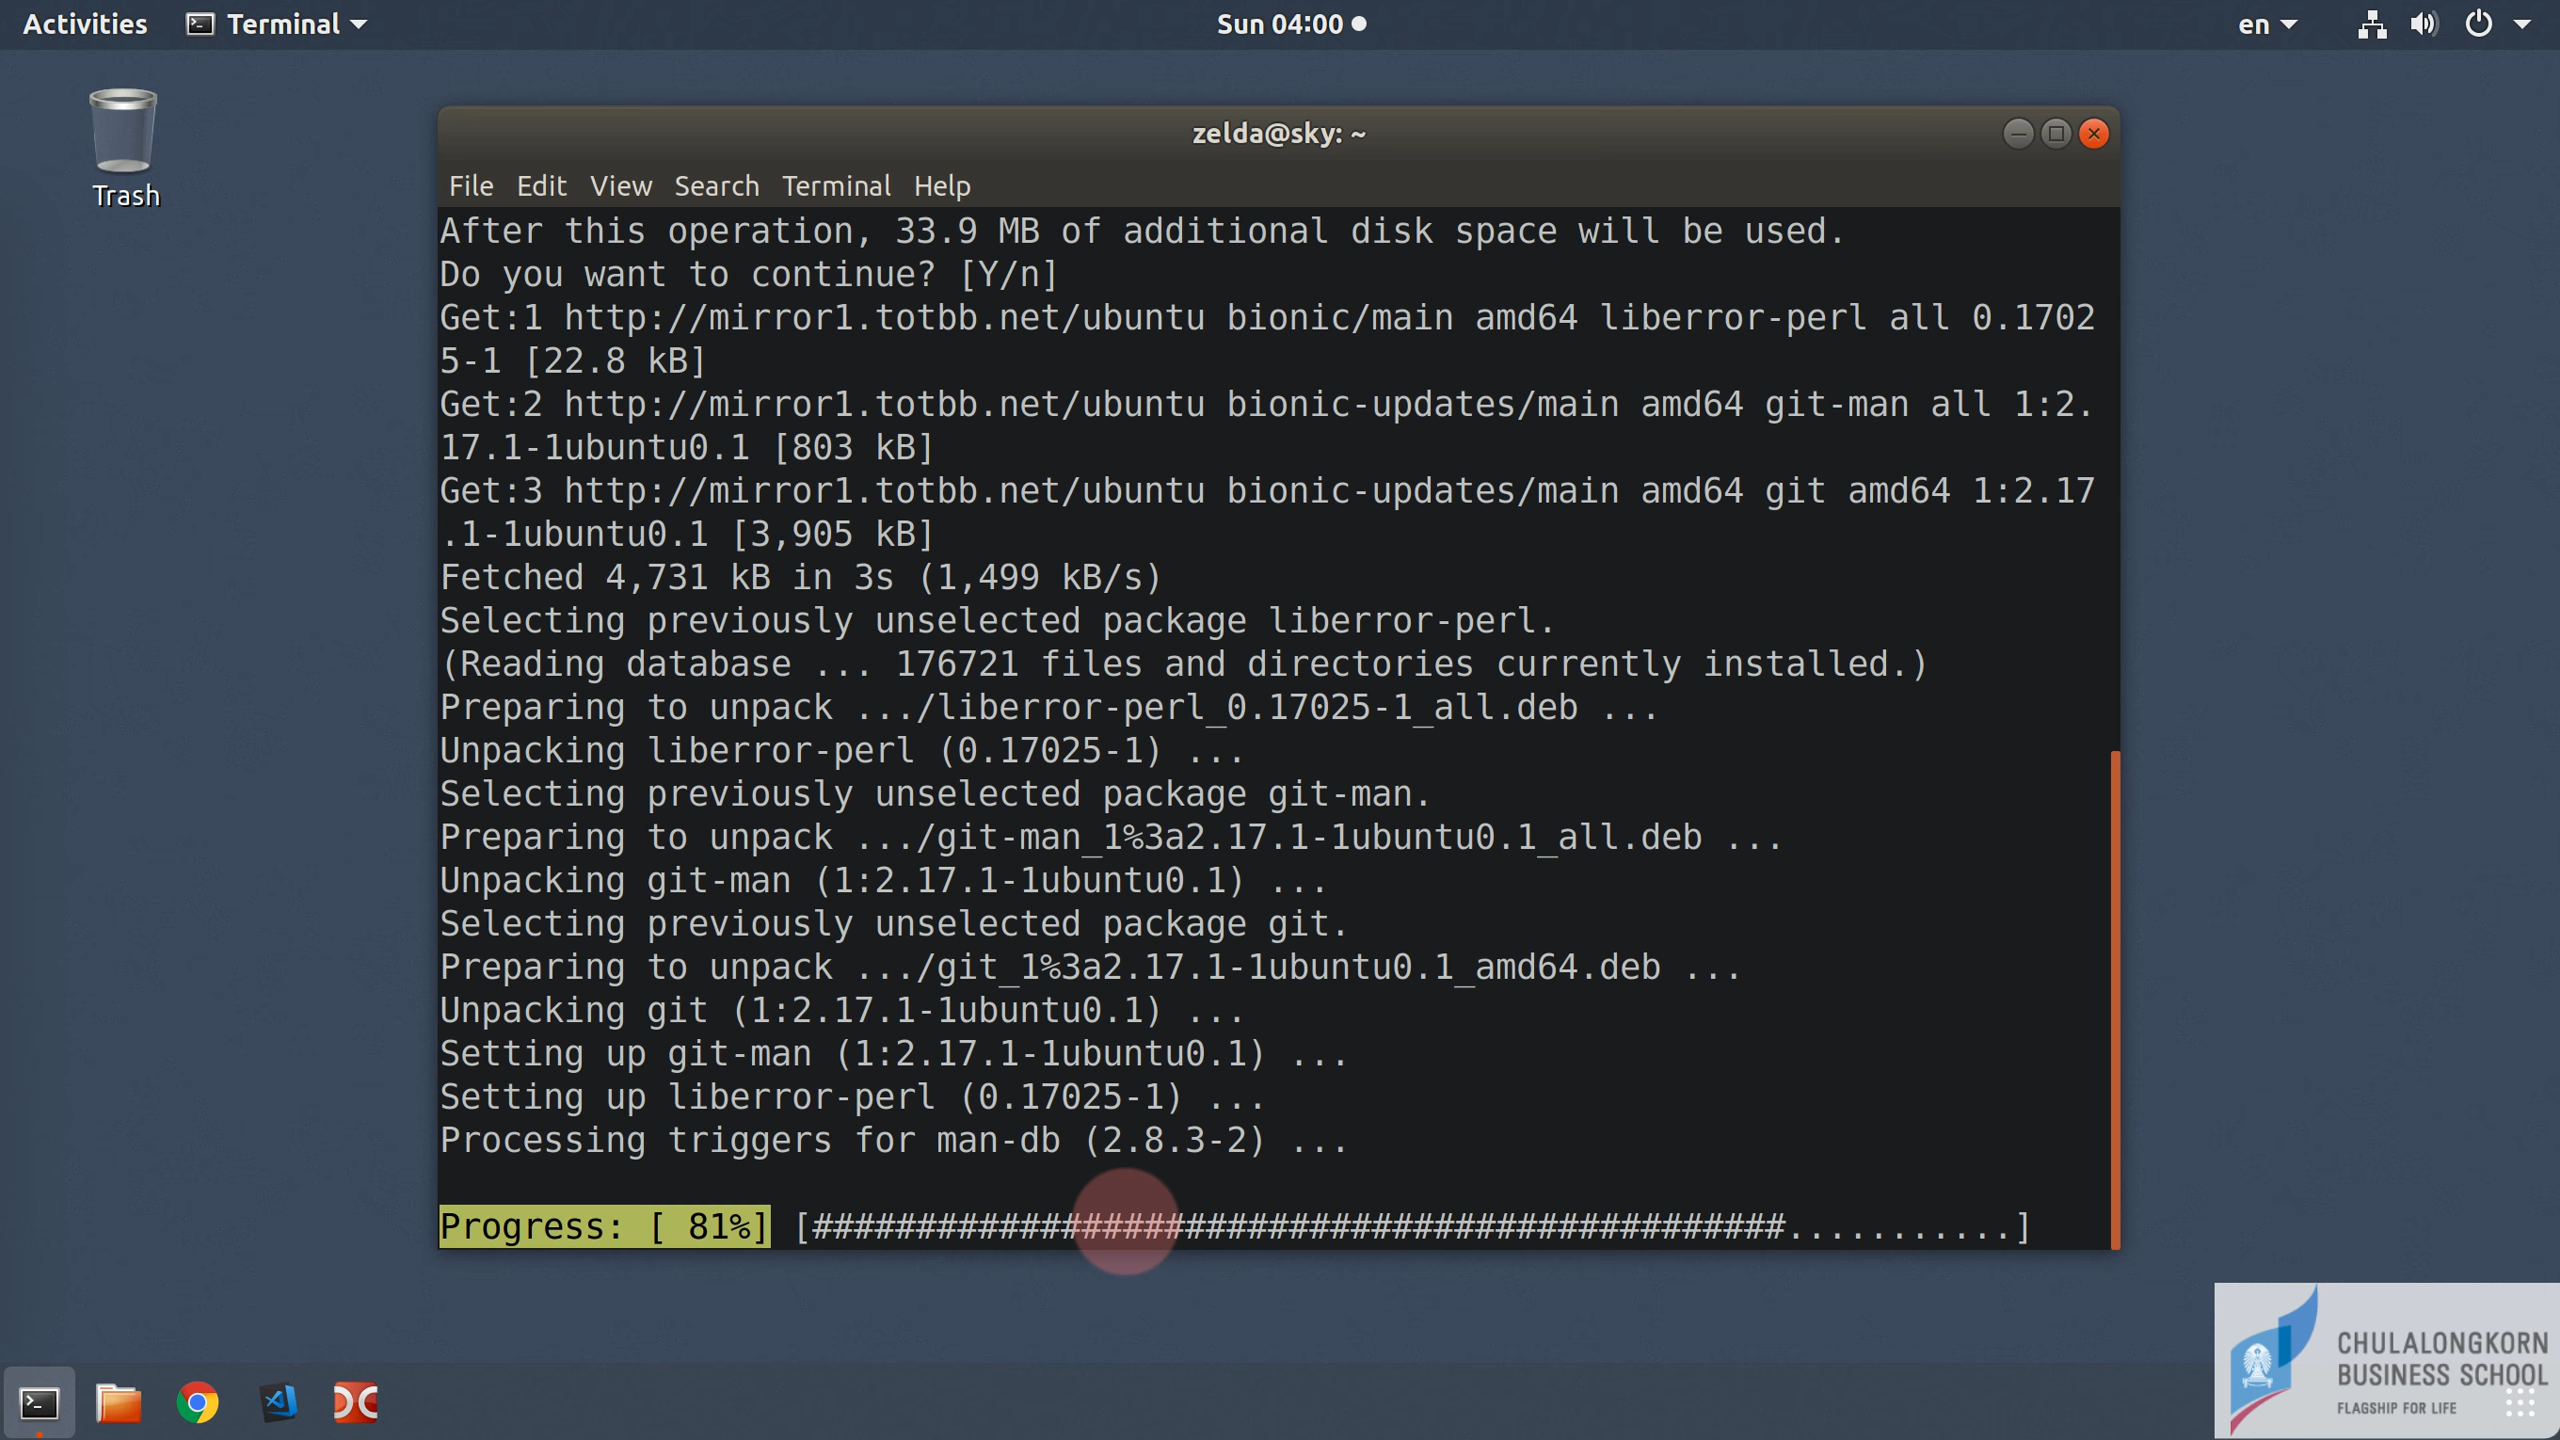 Activities Terminal Sun 04:00 en
Trash
zelda@sky: ~
File Edit View Search Terminal Help
After this operation, 33.9 MB of additional disk space will be used.
Do you want to continue? [Y/n]
Get:1 http://mirror1.totbb.net/ubuntu bionic/main amd64 liberror-perl all 0.1702
5-1 [22.8 kB]
Get:2 http://mirror1.totbb.net/ubuntu bionic-updates/main amd64 git-man all 1:2.
17.1-1ubuntu0.1 [803 kB]
Get:3 http://mirror1.totbb.net/ubuntu bionic-updates/main amd64 git amd64 1:2.17
.1-1ubuntu0.1 [3,905 kB]
Fetched 4,731 kB in 3s (1,499 kB/s)
Selecting previously unselected package liberror-perl.
(Reading database ... 176721 files and directories currently installed.)
Preparing to unpack .../liberror-perl_0.17025-1_all.deb ...
Unpacking liberror-perl (0.17025-1) ...
Selecting previously unselected package git-man.
Preparing to unpack .../git-man_1%3a2.17.1-1ubuntu0.1_all.deb ...
Unpacking git-man (1:2.17.1-1ubuntu0.1) ...
Selecting previously unselected package git.
Preparing to unpack .../git_1%3a2.17.1-1ubuntu0.1_amd64.deb ...
Unpacking git (1:2.17.1-1ubuntu0.1) ...
Setting up git-man (1:2.17.1-1ubuntu0.1) ...
Setting up liberror-perl (0.17025-1) ...
Processing triggers for man-db (2.8.3-2) ...
Progress: [ 81%] [###############################################...........]
CHULALONGKORN
BUSINESS SCHOOL
FLAGSHIP FOR LIFE